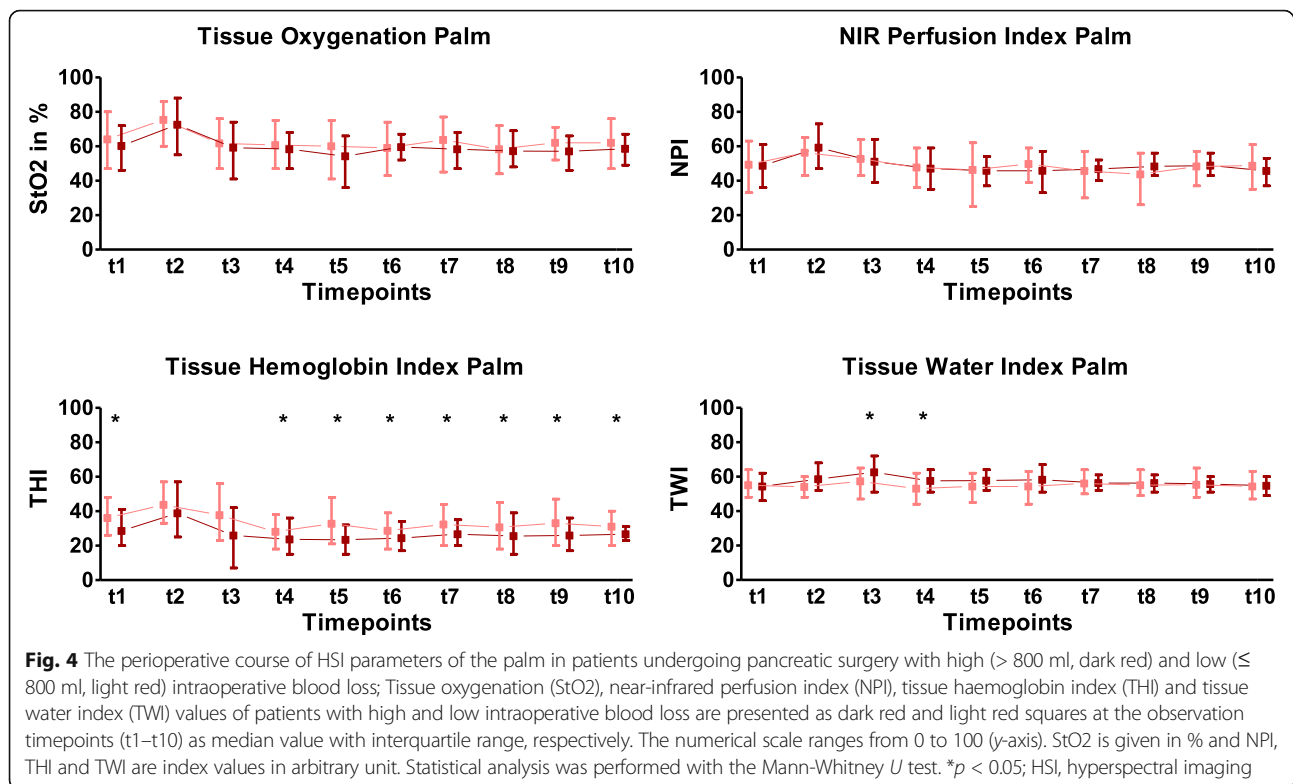 Tissue Oxygenation Palm
StO2 in %
100
80
60
40
20
0
t1 t2 t3 t4 t5 t6 t7 t8 t9 t10
Timepoints
NIR Perfusion Index Palm
NPI
100
80
60
40
20
0
t1 t2 t3 t4 t5 t6 t7 t8 t9 t10
Timepoints
Tissue Hemoglobin Index Palm
THI
100
* * * * * * * *
80
60
40
20
0
t1 t2 t3 t4 t5 t6 t7 t8 t9 t10
Timepoints
Tissue Water Index Palm
TWI
100
* *
80
60
40
20
0
t1 t2 t3 t4 t5 t6 t7 t8 t9 t10
Timepoints
Fig. 4 The perioperative course of HSI parameters of the palm in patients undergoing pancreatic surgery with high (> 800 ml, dark red) and low (≤
800 ml, light red) intraoperative blood loss; Tissue oxygenation (StO2), near-infrared perfusion index (NPI), tissue haemoglobin index (THI) and tissue
water index (TWI) values of patients with high and low intraoperative blood loss are presented as dark red and light red squares at the observation
timepoints (t1–t10) as median value with interquartile range, respectively. The numerical scale ranges from 0 to 100 (y-axis). StO2 is given in % and NPI,
THI and TWI are index values in arbitrary unit. Statistical analysis was performed with the Mann-Whitney U test. *p < 0.05; HSI, hyperspectral imaging